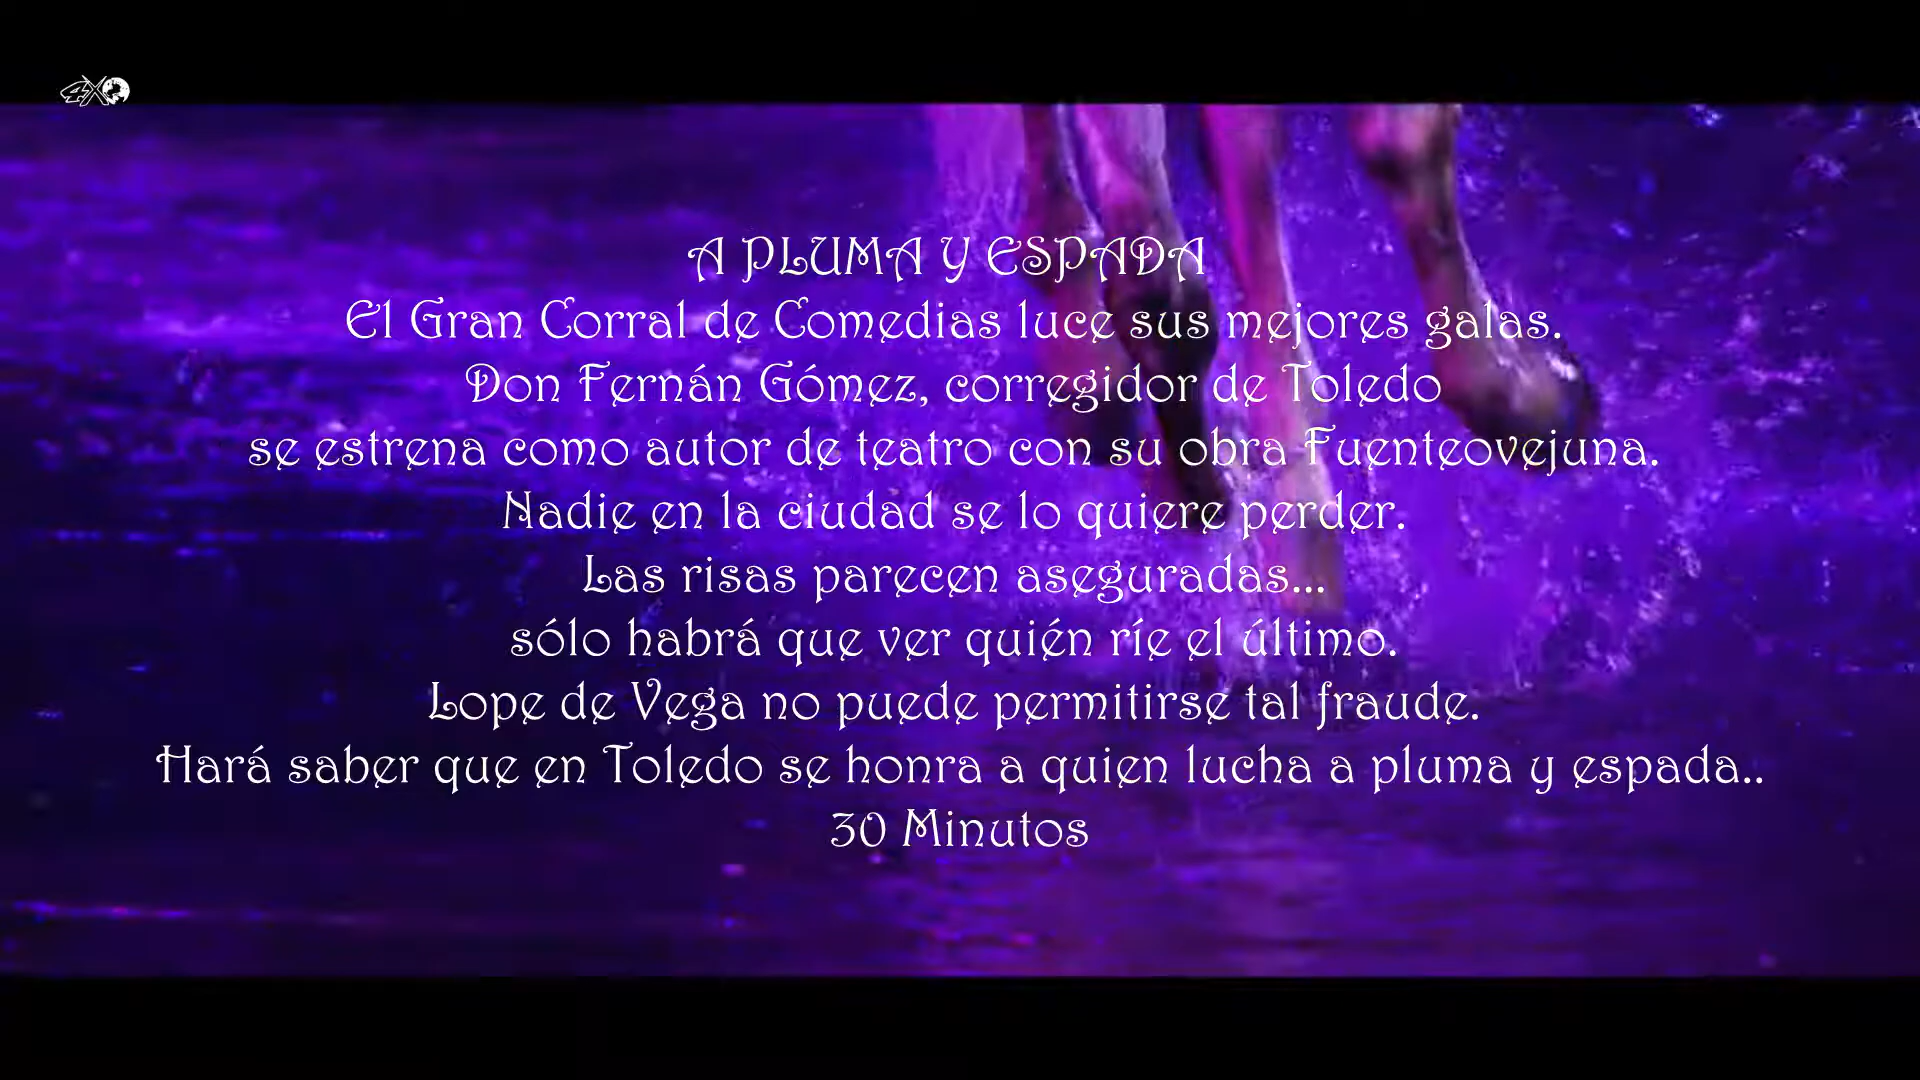 4X
A PLUMA Y ESPADA
El Gran Corral de Comedias luce sus mejores galas.
Don Fernán Gómez, corregidor de Toledo
se estrena como autor de teatro con su obra Fuenteovejuna.
Nadie en la ciudad se lo quiere perder.
Las risas parecen aseguradas...
sólo habrá que ver quién ríe el último.
Lope de Vega no puede permitirse tal fraude.
Hará saber que en Toledo se honra a quien lucha a pluma y espada..
30 Minutos